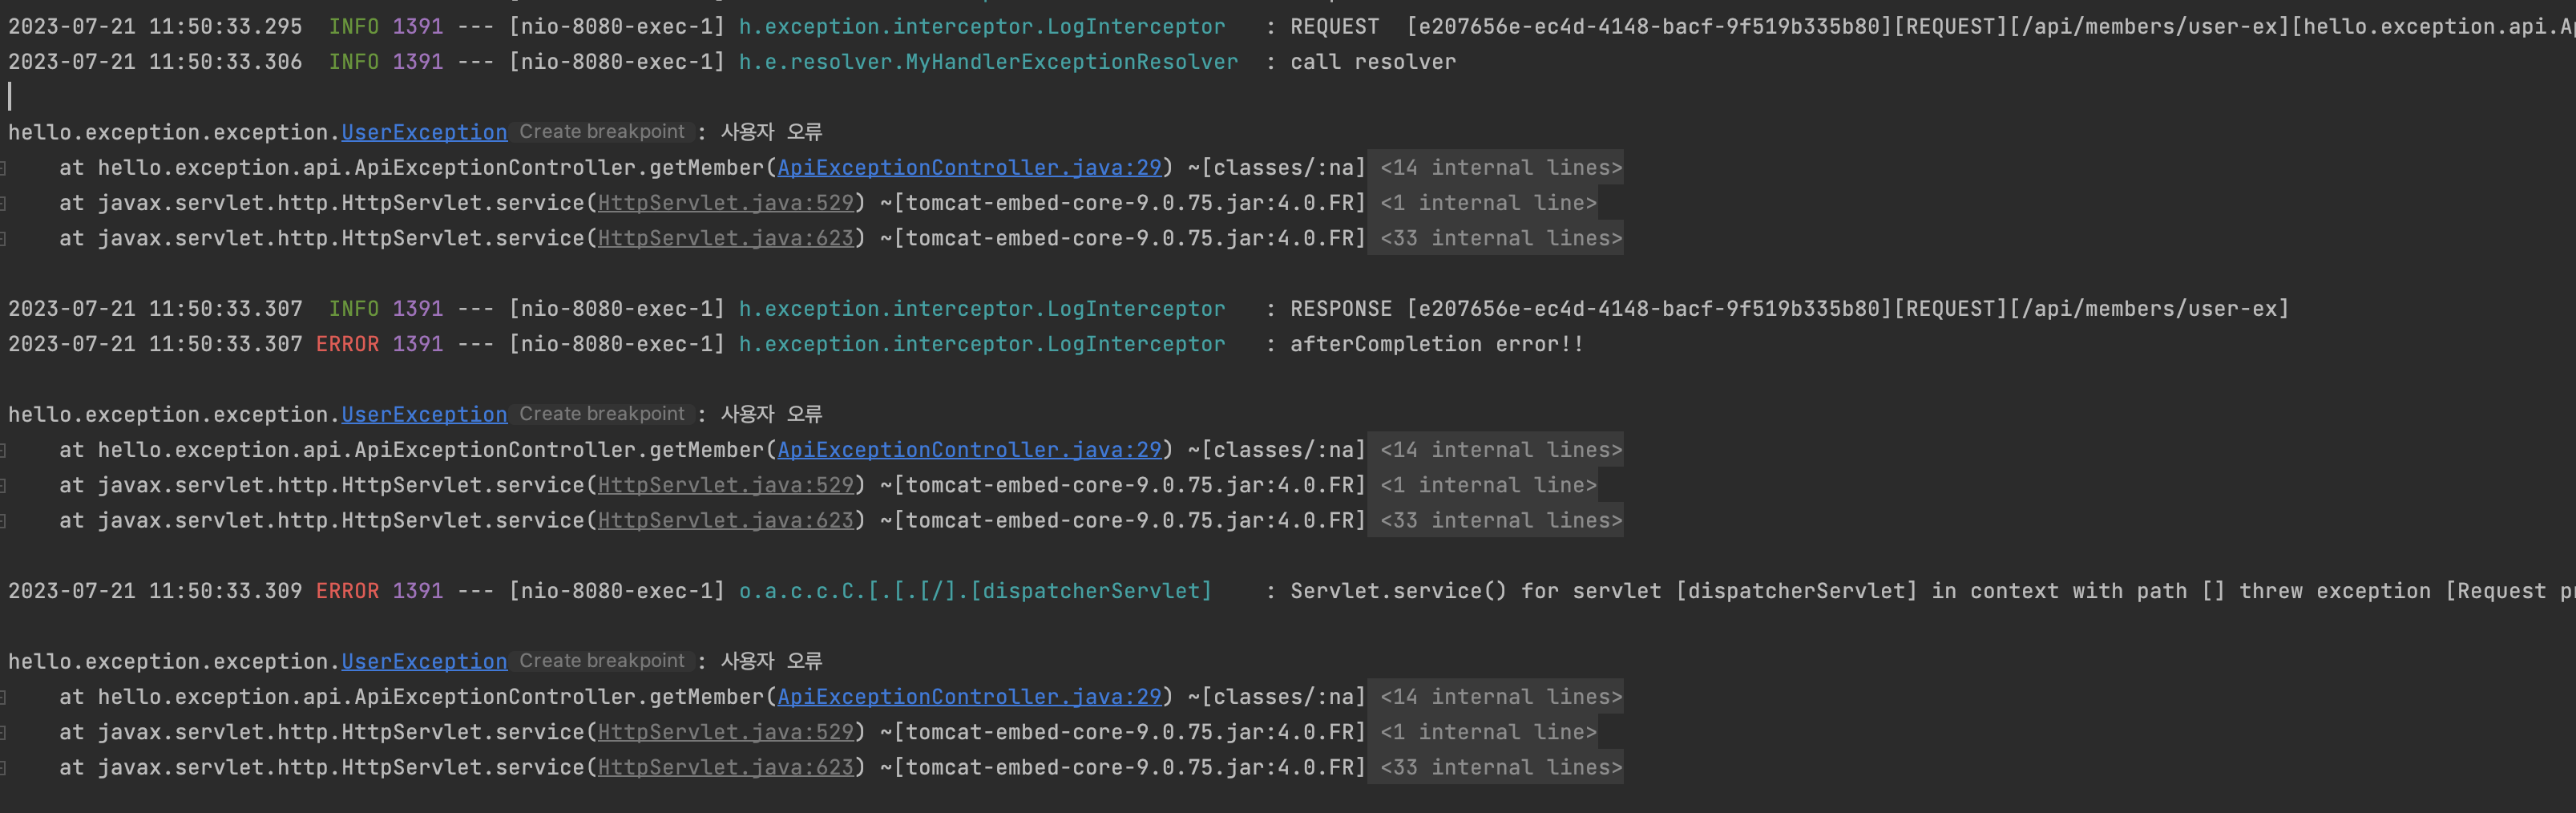 2023-07-21 11:50:33.295  INFO 1391 --- [nio-8080-exec-1] h.exception.interceptor.LogInterceptor   : REQUEST  [e207656e-ec4d-4148-bacf-9f519b335b80][REQUEST][/api/members/user-ex][hello.exception.api.Ap
2023-07-21 11:50:33.306  INFO 1391 --- [nio-8080-exec-1] h.e.resolver.MyHandlerExceptionResolver  : call resolver
hello.exception.exception.UserException Create breakpoint : 사용자 오류
at hello.exception.api.ApiExceptionController.getMember(ApiExceptionController.java:29) ~[classes/:na] <14 internal lines>
at javax.servlet.http.HttpServlet.service(HttpServlet.java:529) ~[tomcat-embed-core-9.0.75.jar:4.0.FR] <1 internal line>
at javax.servlet.http.HttpServlet.service(HttpServlet.java:623) ~[tomcat-embed-core-9.0.75.jar:4.0.FR] <33 internal lines>
2023-07-21 11:50:33.307  INFO 1391 --- [nio-8080-exec-1] h.exception.interceptor.LogInterceptor   : RESPONSE [e207656e-ec4d-4148-bacf-9f519b335b80][REQUEST][/api/members/user-ex]
2023-07-21 11:50:33.307 ERROR 1391 --- [nio-8080-exec-1] h.exception.interceptor.LogInterceptor   : afterCompletion error!!
hello.exception.exception.UserException Create breakpoint : 사용자 오류
at hello.exception.api.ApiExceptionController.getMember(ApiExceptionController.java:29) ~[classes/:na] <14 internal lines>
at javax.servlet.http.HttpServlet.service(HttpServlet.java:529) ~[tomcat-embed-core-9.0.75.jar:4.0.FR] <1 internal line>
at javax.servlet.http.HttpServlet.service(HttpServlet.java:623) ~[tomcat-embed-core-9.0.75.jar:4.0.FR] <33 internal lines>
2023-07-21 11:50:33.309 ERROR 1391 --- [nio-8080-exec-1] o.a.c.c.C.[.[.[/].[dispatcherServlet]    : Servlet.service() for servlet [dispatcherServlet] in context with path [] threw exception [Request pr
hello.exception.exception.UserException Create breakpoint : 사용자 오류
at hello.exception.api.ApiExceptionController.getMember(ApiExceptionController.java:29) ~[classes/:na] <14 internal lines>
at javax.servlet.http.HttpServlet.service(HttpServlet.java:529) ~[tomcat-embed-core-9.0.75.jar:4.0.FR] <1 internal line>
at javax.servlet.http.HttpServlet.service(HttpServlet.java:623) ~[tomcat-embed-core-9.0.75.jar:4.0.FR] <33 internal lines>